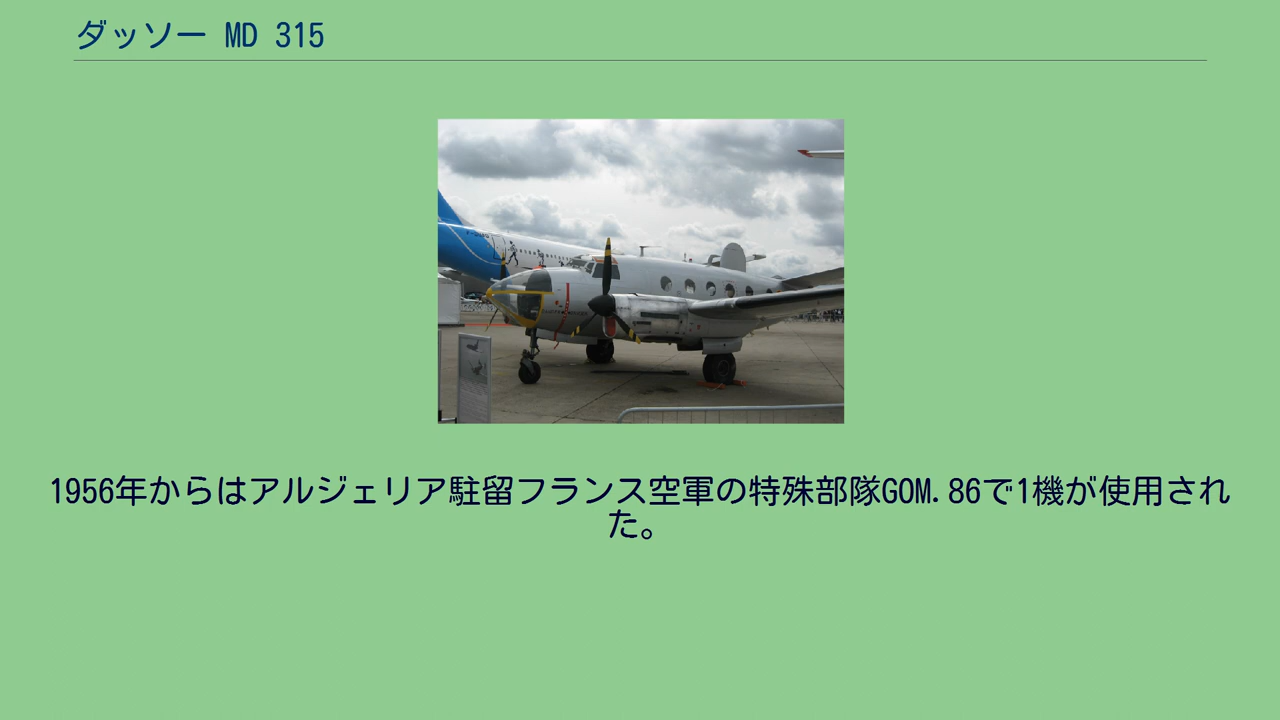 ダッソー MD 315
1956年からはアルジェリア駐留フランス空軍の特殊部隊GOM.86で1機が使用され
た。